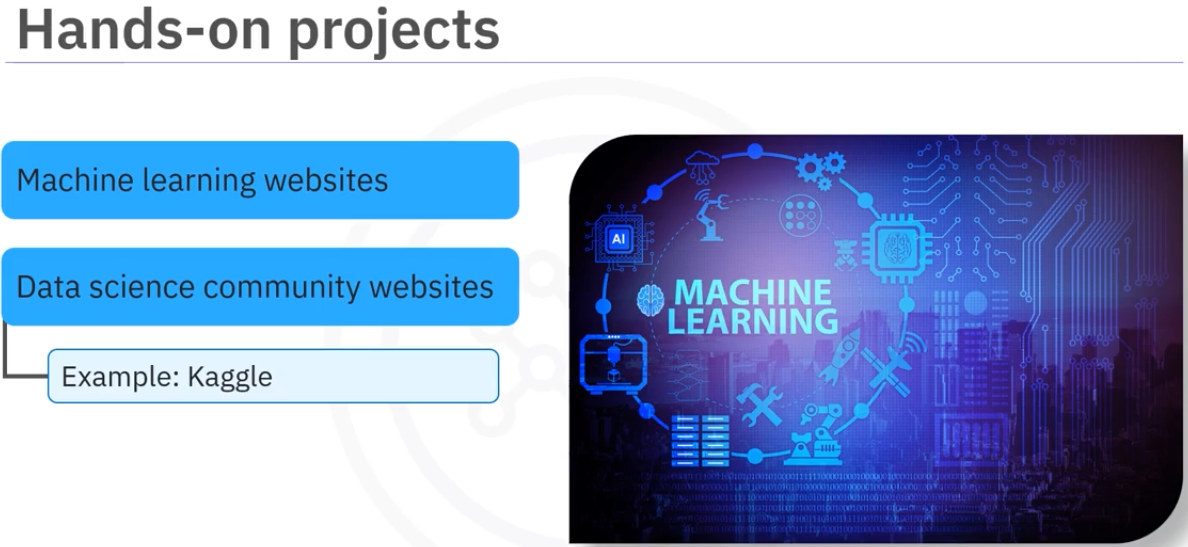 Hands-on projects
Machine learning websites
Data science community websites
Example: Kaggle
AI
MACHINE
LEARNING